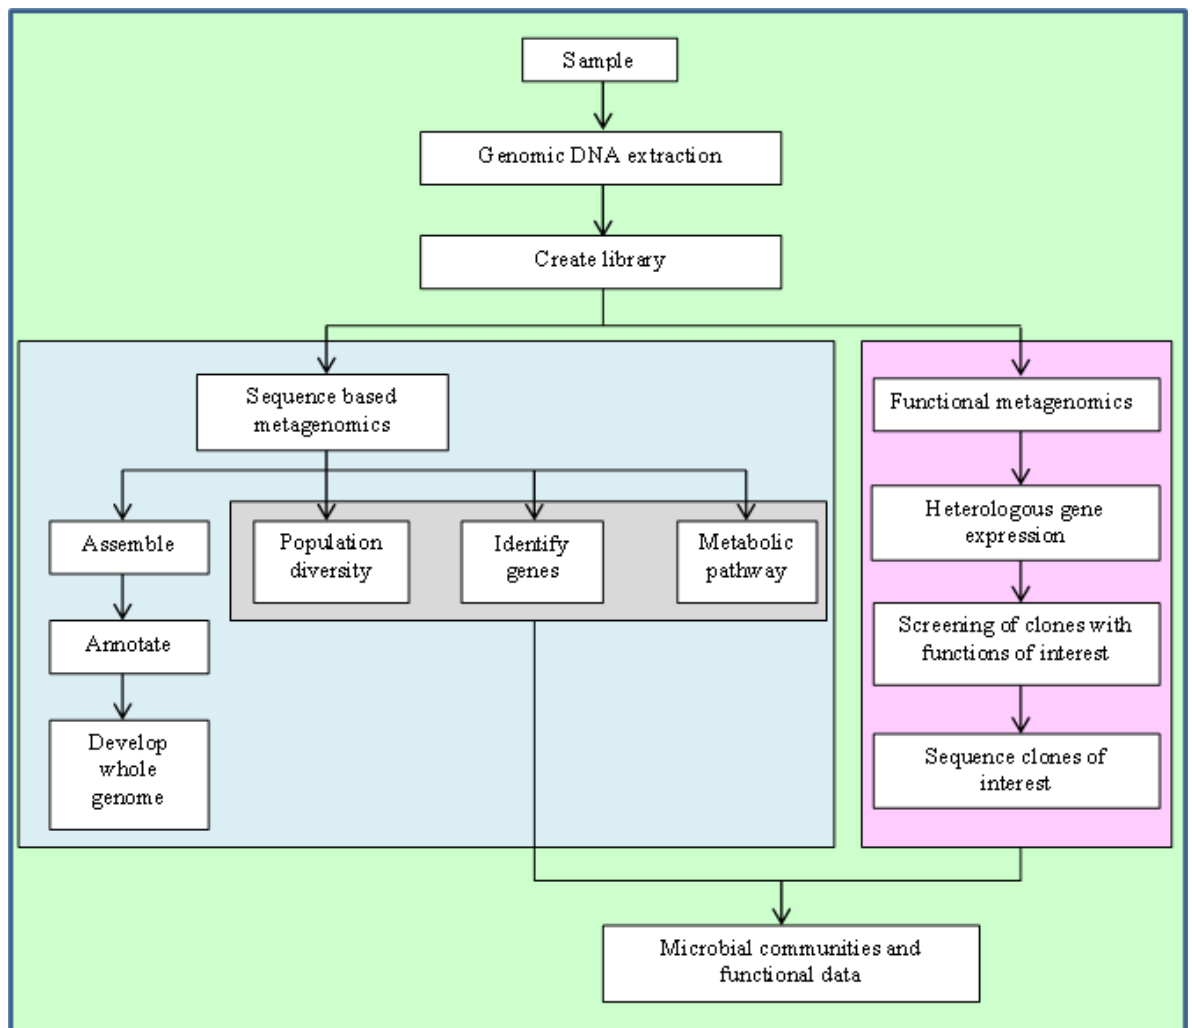 Sample
Genomic DNA extraction
Create library
Sequence based
metagenomics
Assemble
Annotate
Develop
whole
genome
Population
diversity
Identify
genes
Metabolic
pathway
Functional metagenomics
Heterologous gene
expression
Screening of clones with
functions of interest
Sequence clones of
interest
Microbial communities and
functional data